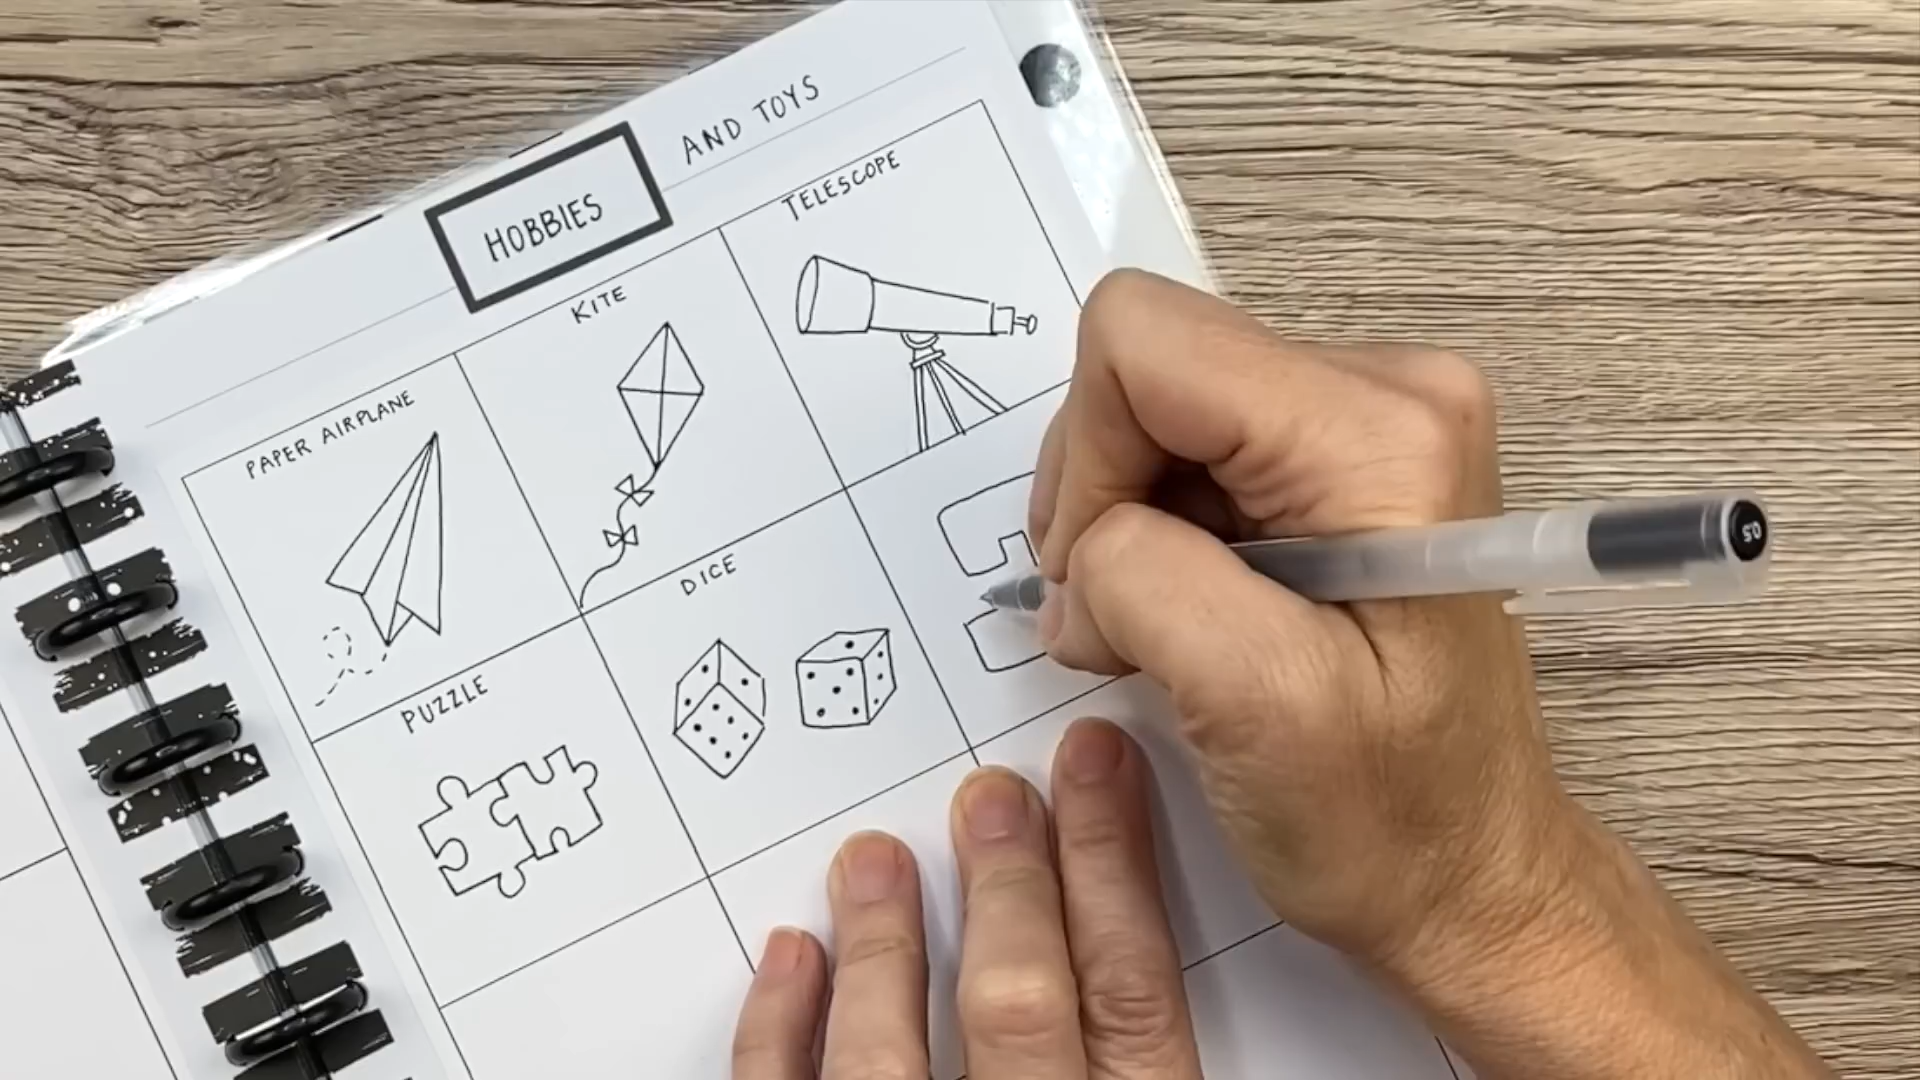 HOBBIES AND TOYS
PAPER AIRPLANE
KITE
TELESCOPE
PUZZLE
DICE
0.5